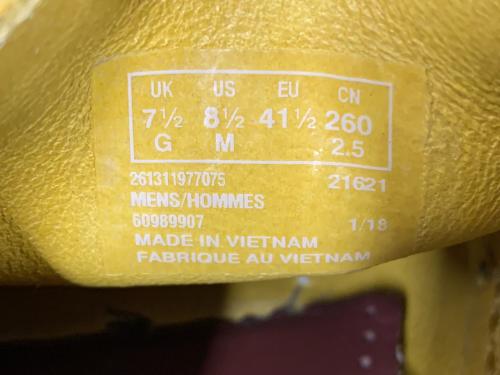 UK US EU CN
7½ 8½ 41½ 260
G M 2.5
261311977075 21621
MENS/HOMMES
60989907 1/18
MADE IN VIETNAM
FABRIQUE AU VIETNAM